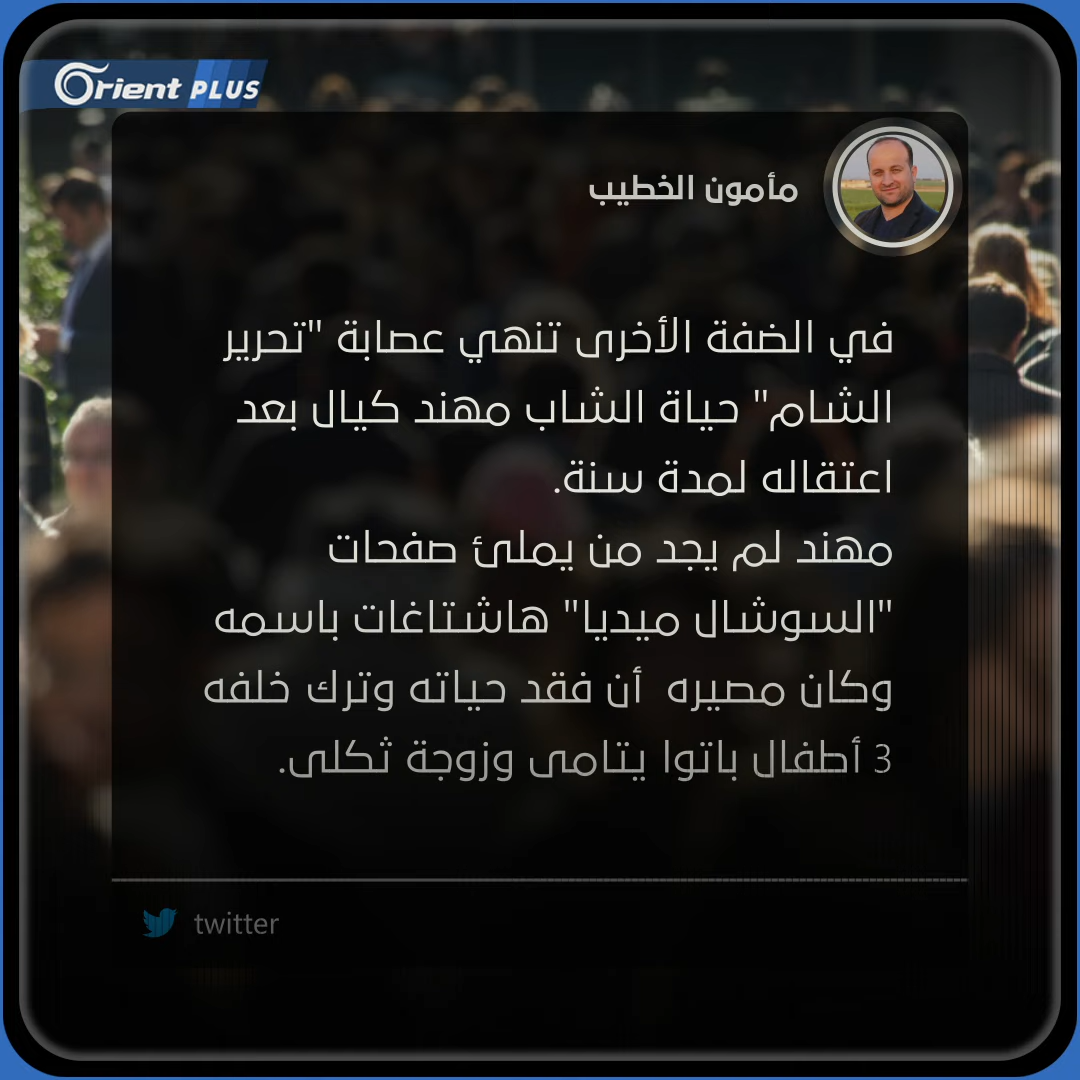 Orient PLUS
مأمون الخطيب
في الضفة الأخرى تنهي عصابة "تحرير
الشام" حياة الشاب مهند كيال بعد
اعتقاله لمدة سنة.
مهند لم يجد من يملئ صفحات
"السوشال ميديا" هاشتاغات باسمه
وكان مصيره أن فقد حياته وترك خلفه
3 أطفال باتوا يتامى وزوجة ثكلى.
twitter